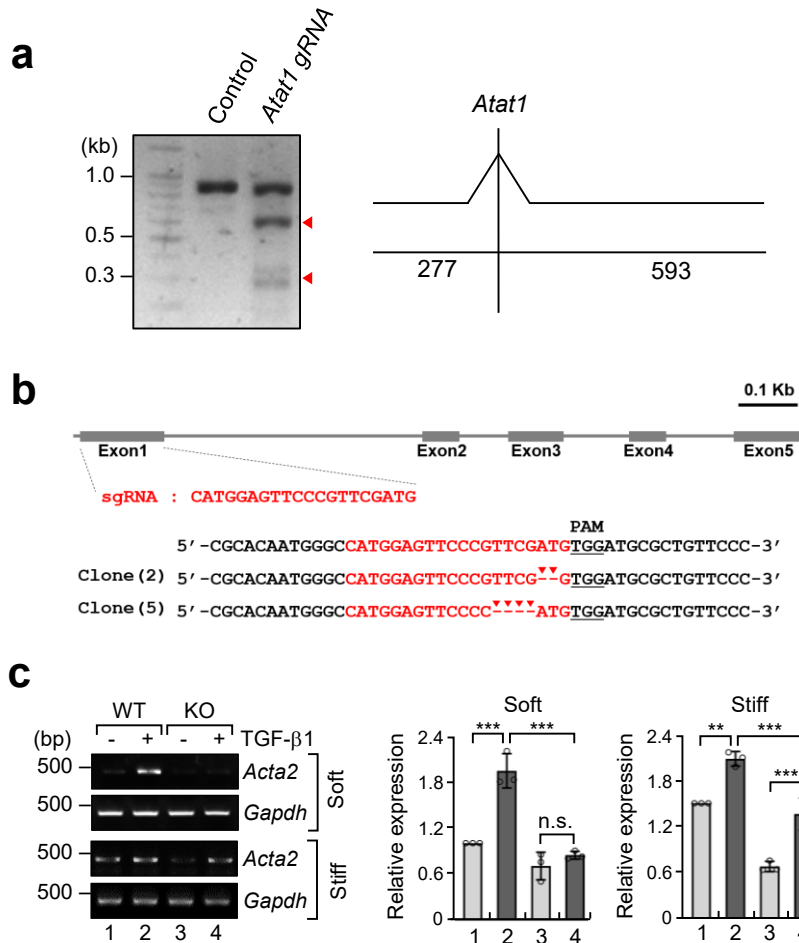 a
Control
Atat1 gRNA
(kb)
1.0
0.5
0.3
Atat1
277
593
b
0.1 Kb
Exon1
Exon2
Exon3
Exon4
Exon5
sgRNA : CATGGAGTTCCCGTTCGATG
PAM
5′-CGCACAATGGGCCATGGAGTTCCCGTTCGATGTGGATGCGCTGTTCCC-3′
Clone(2) 5′-CGCACAATGGGCCATGGAGTTCCCGTTCG--GTGGATGCGCTGTTCCC-3′
Clone(5) 5′-CGCACAATGGGCCATGGAGTTCCCC----ATGTGGATGCGCTGTTCCC-3′
c
WT KO
(bp) - + - + TGF-β1
500 Acta2
Gapdh
Soft
500
500 Acta2
Gapdh
Stiff
500
1 2 3 4
Soft
Relative expression
2.4
1.8
1.2
0.6
0
*** ***
n.s.
1 2 3 4
Stiff
Relative expression
2.4
1.8
1.2
0.6
0
** ***
1 2 3